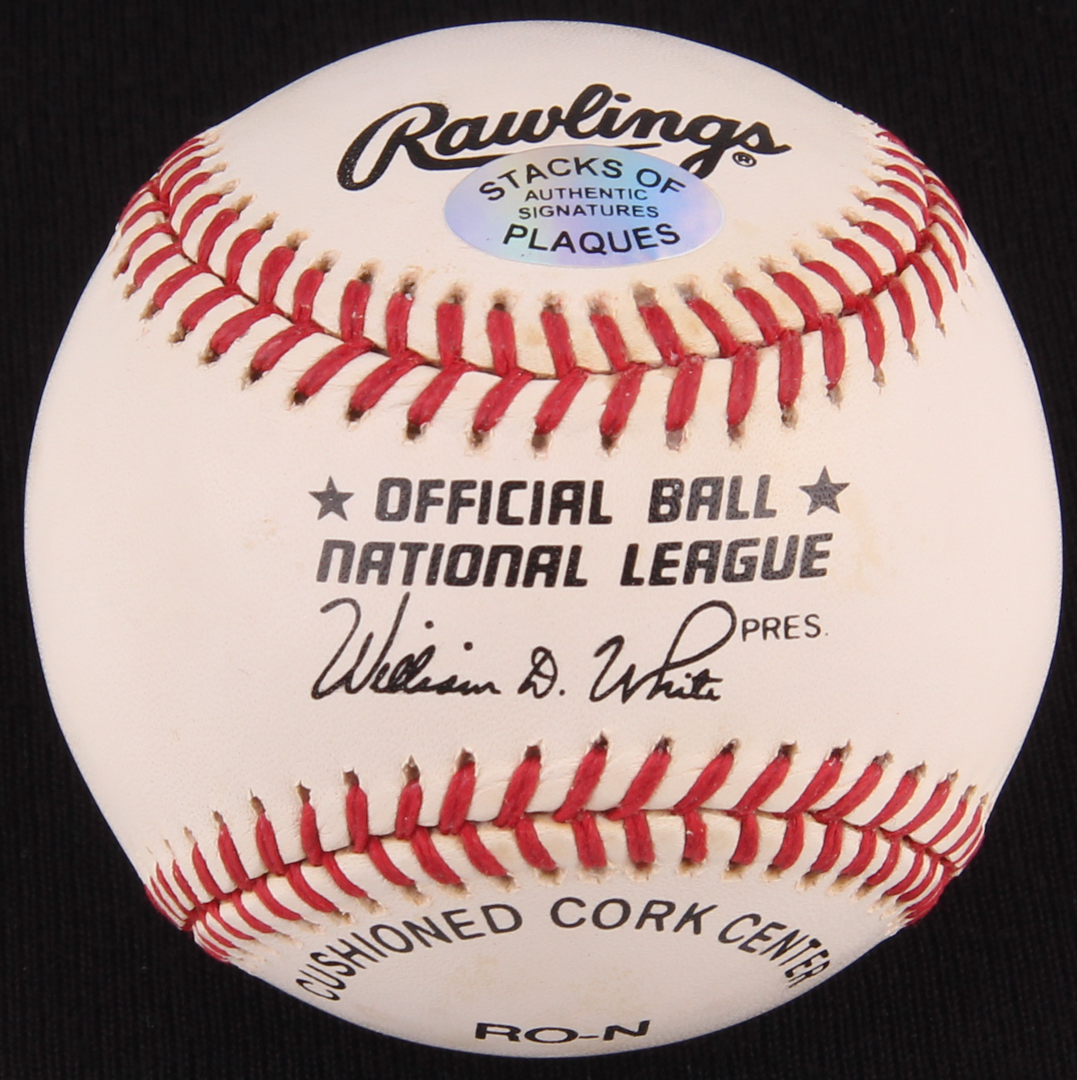 Rawlings®
STACKS OF
AUTHENTIC
SIGNATURES
PLAQUES
★ OFFICIAL BALL ★
NATIONAL LEAGUE
William D. White PRES.
CUSHIONED CORK CENTER
RO-N